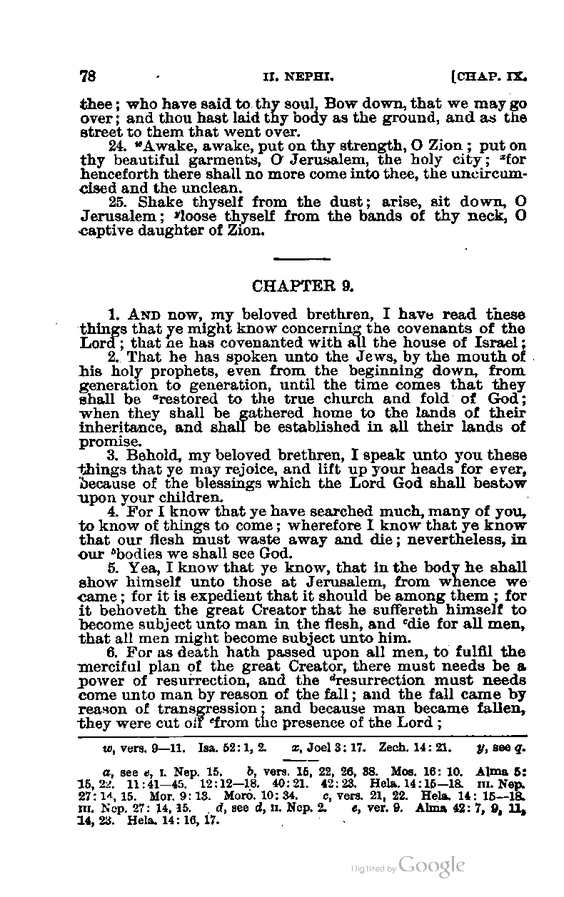 78 II. NEPHI. [CHAP. IX.
thee; who have said to thy soul, Bow down, that we may go
over; and thou hast laid thy body as the ground, and as the
street to them that went over.
24. ʷAwake, awake, put on thy strength, O Zion; put on
thy beautiful garments, O Jerusalem, the holy city; ˣfor
henceforth there shall no more come into thee, the uncircum-
cised and the unclean.
25. Shake thyself from the dust; arise, sit down, O
Jerusalem; ʸloose thyself from the bands of thy neck, O
captive daughter of Zion.
CHAPTER 9.
1. AND now, my beloved brethren, I have read these
things that ye might know concerning the covenants of the
Lord; that he has covenanted with all the house of Israel;
2. That he has spoken unto the Jews, by the mouth of
his holy prophets, even from the beginning down, from
generation to generation, until the time comes that they
shall be ᵃrestored to the true church and fold of God;
when they shall be gathered home to the lands of their
inheritance, and shall be established in all their lands of
promise.
3. Behold, my beloved brethren, I speak unto you these
things that ye may rejoice, and lift up your heads for ever,
because of the blessings which the Lord God shall bestow
upon your children.
4. For I know that ye have searched much, many of you,
to know of things to come; wherefore I know that ye know
that our flesh must waste away and die; nevertheless, in
our ᵇbodies we shall see God.
5. Yea, I know that ye know, that in the body he shall
show himself unto those at Jerusalem, from whence we
came; for it is expedient that it should be among them; for
it behoveth the great Creator that he suffereth himself to
become subject unto man in the flesh, and ᶜdie for all men,
that all men might become subject unto him.
6. For as death hath passed upon all men, to fulfil the
merciful plan of the great Creator, there must needs be a
power of resurrection, and the ᵈresurrection must needs
come unto man by reason of the fall; and the fall came by
reason of transgression; and because man became fallen,
they were cut off ᵉfrom the presence of the Lord;
w, vers. 9—11. Isa. 52: 1, 2. x, Joel 3: 17. Zech. 14: 21. y, see q.
a, see e, I. Nep. 15. b, vers. 15, 22, 26, 38. Mos. 16: 10. Alma 5:
15, 22. 11: 41—45. 12: 12—18. 40: 21. 42: 23. Hela. 14: 15—18. III. Nep.
27: 14, 15. Mor. 9: 13. Moro. 10: 34. c, vers. 21, 22. Hela. 14: 15—18.
III. Nep. 27: 14, 15. d, see d, II. Nep. 2. e, ver. 9. Alma 42: 7, 9, 11,
14, 23. Hela. 14: 16, 17.
Digitized by Google